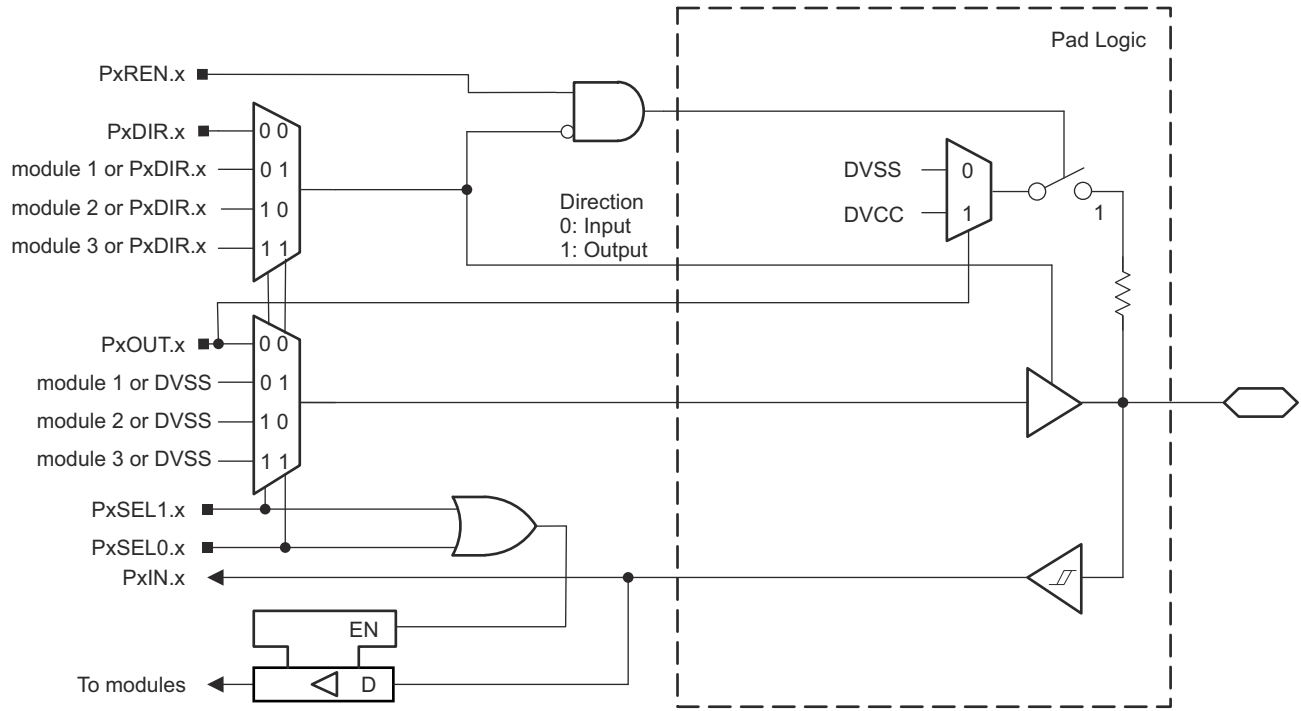 Pad Logic
PxREN.x
PxDIR.x
0 0
module 1 or PxDIR.x
0 1
module 2 or PxDIR.x
1 0
module 3 or PxDIR.x
1 1
Direction
0: Input
1: Output
DVSS
0
DVCC
1
1
PxOUT.x
0 0
module 1 or DVSS
0 1
module 2 or DVSS
1 0
module 3 or DVSS
1 1
PxSEL1.x
PxSEL0.x
PxIN.x
EN
To modules
D